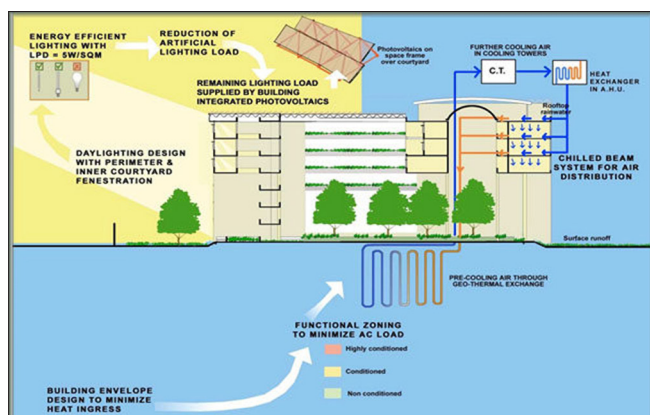 ENERGY EFFICIENT
LIGHTING WITH
LPD = 5W/SQM
REDUCTION OF
ARTIFICIAL
LIGHTING LOAD
Photovoltaics on
space frame
over courtyard
REMAINING LIGHTING LOAD
SUPPLIED BY BUILDING
INTEGRATED PHOTOVOLTAICS
FURTHER COOLING AIR
IN COOLING TOWERS
C.T.
HEAT
EXCHANGER
IN A.H.U.
Rooftop
rainwater
DAYLIGHTING DESIGN
WITH PERIMETER &
INNER COURTYARD
FENESTRATION
CHILLED BEAM
SYSTEM FOR AIR
DISTRIBUTION
Surface runoff
PRE-COOLING AIR THROUGH
GEO-THERMAL EXCHANGE
FUNCTIONAL ZONING
TO MINIMIZE AC LOAD
Highly conditioned
Conditioned
Non conditioned
BUILDING ENVELOPE
DESIGN TO MINIMIZE
HEAT INGRESS